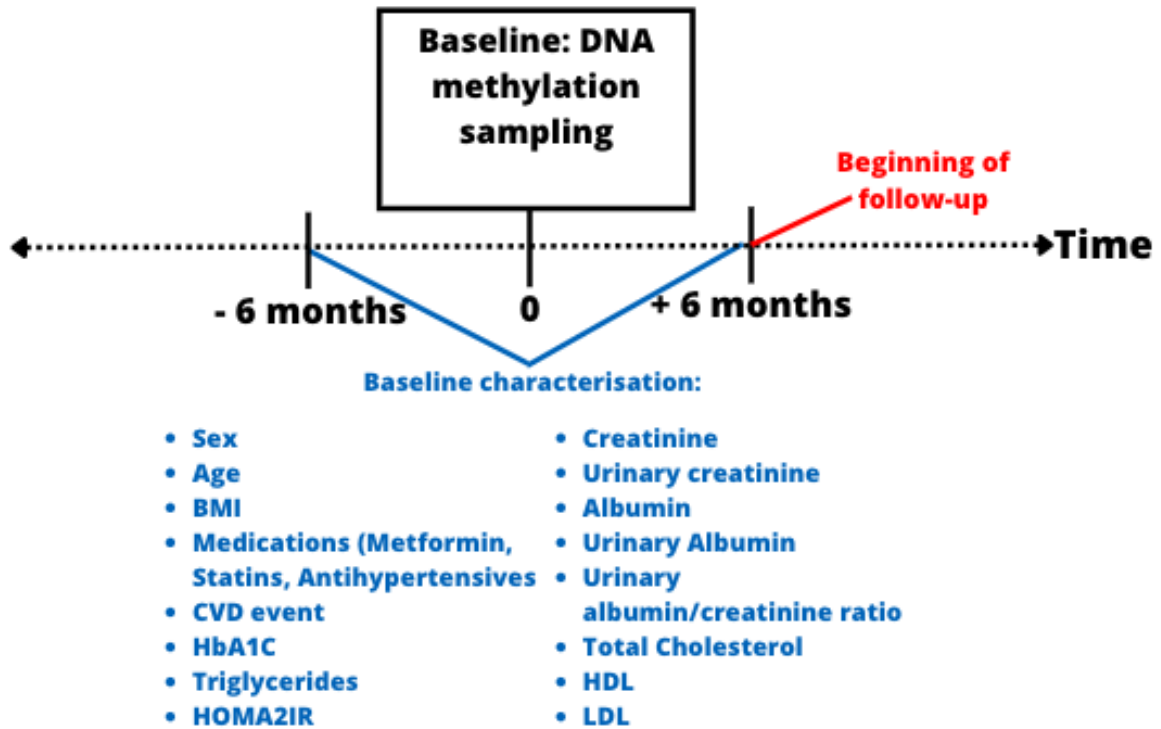 Baseline: DNA
methylation
sampling
Beginning of
follow-up
Time
- 6 months
0
+ 6 months
Baseline characterisation:
• Sex
• Age
• BMI
• Medications (Metformin,
Statins, Antihypertensives
• CVD event
• HbA1C
• Triglycerides
• HOMA2IR
• Creatinine
• Urinary creatinine
• Albumin
• Urinary Albumin
• Urinary
albumin/creatinine ratio
• Total Cholesterol
• HDL
• LDL